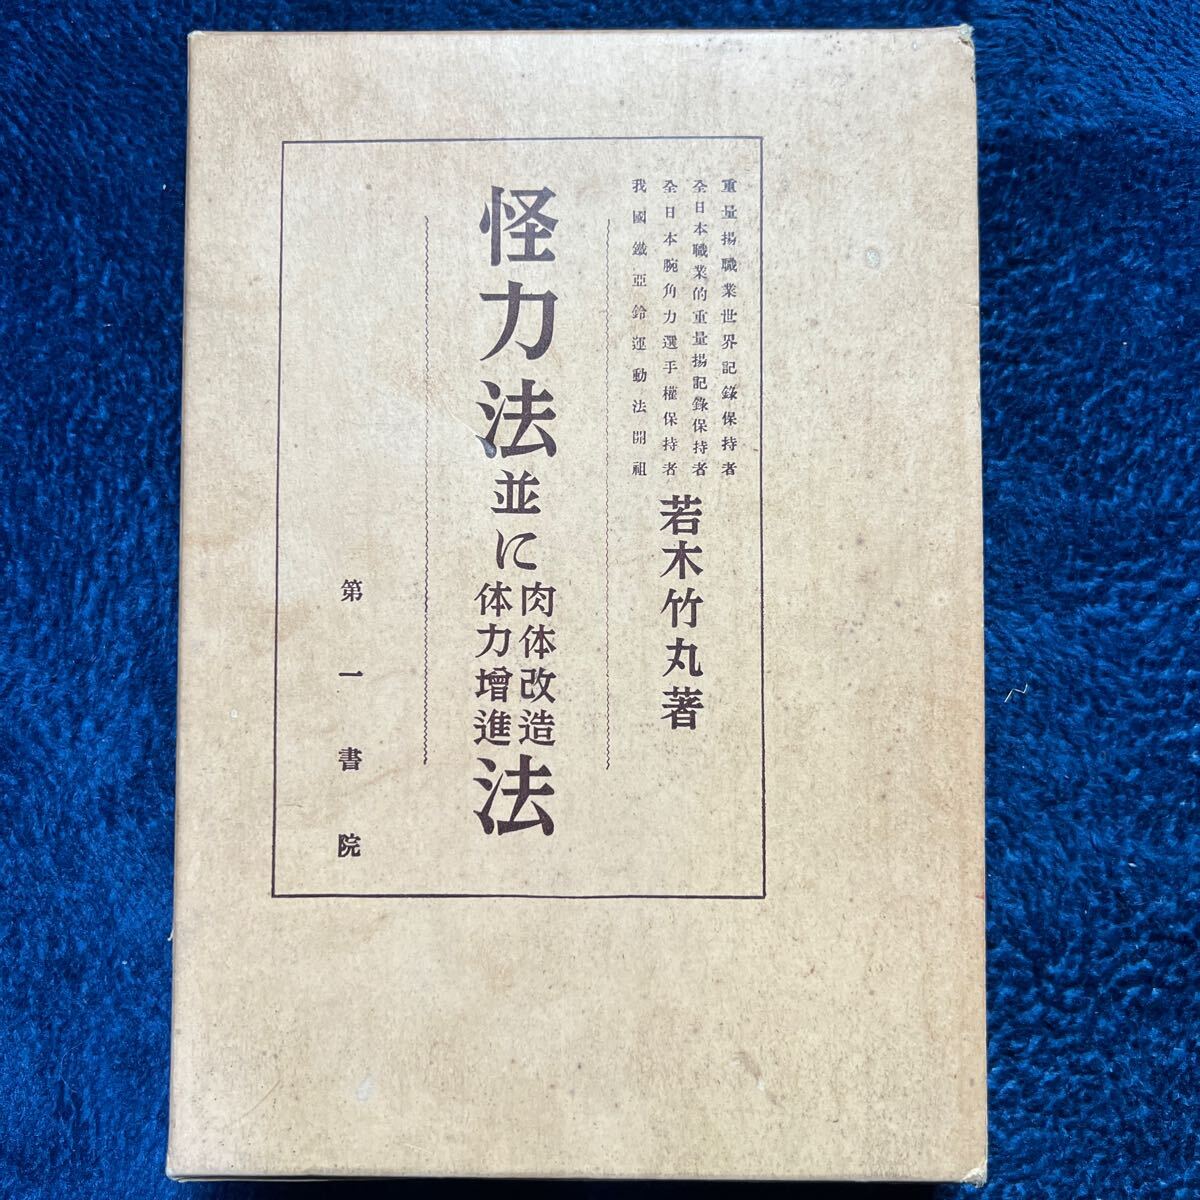 重量揚職業世界記錄保持者
全日本職業的重量揚記錄保持者
全日本腕角力選手權保持者
我國鐵亞鈴運動法開祖
若木竹丸著
怪力法並に肉体改造体力增進法
第一書院